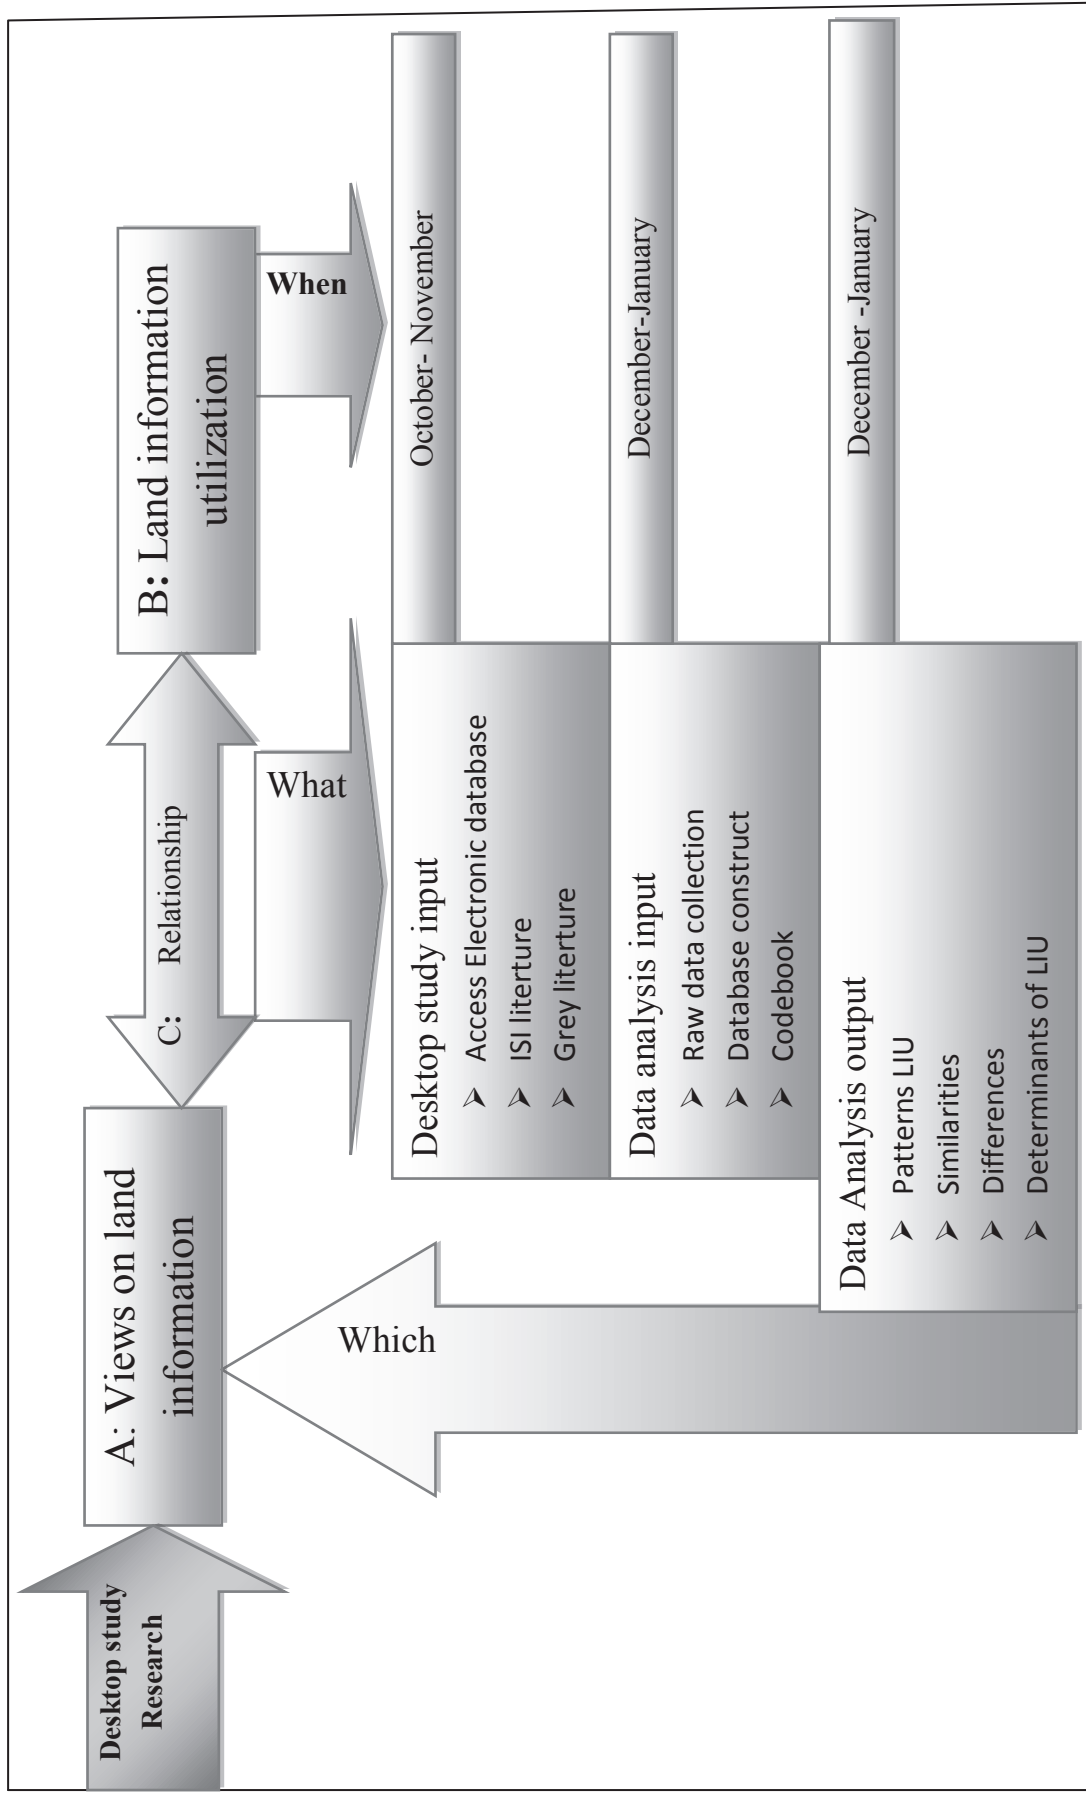 Desktop study
Research
A: Views on land
information
C: Relationship
B: Land information
utilization
What
When
Which
Desktop study input
➢ Access Electronic database
➢ ISI literture
➢ Grey literture
October- November
Data analysis input
➢ Raw data collection
➢ Database construct
➢ Codebook
December-January
Data Analysis output
➢ Patterns LIU
➢ Similarities
➢ Differences
➢ Determinants of LIU
December -January